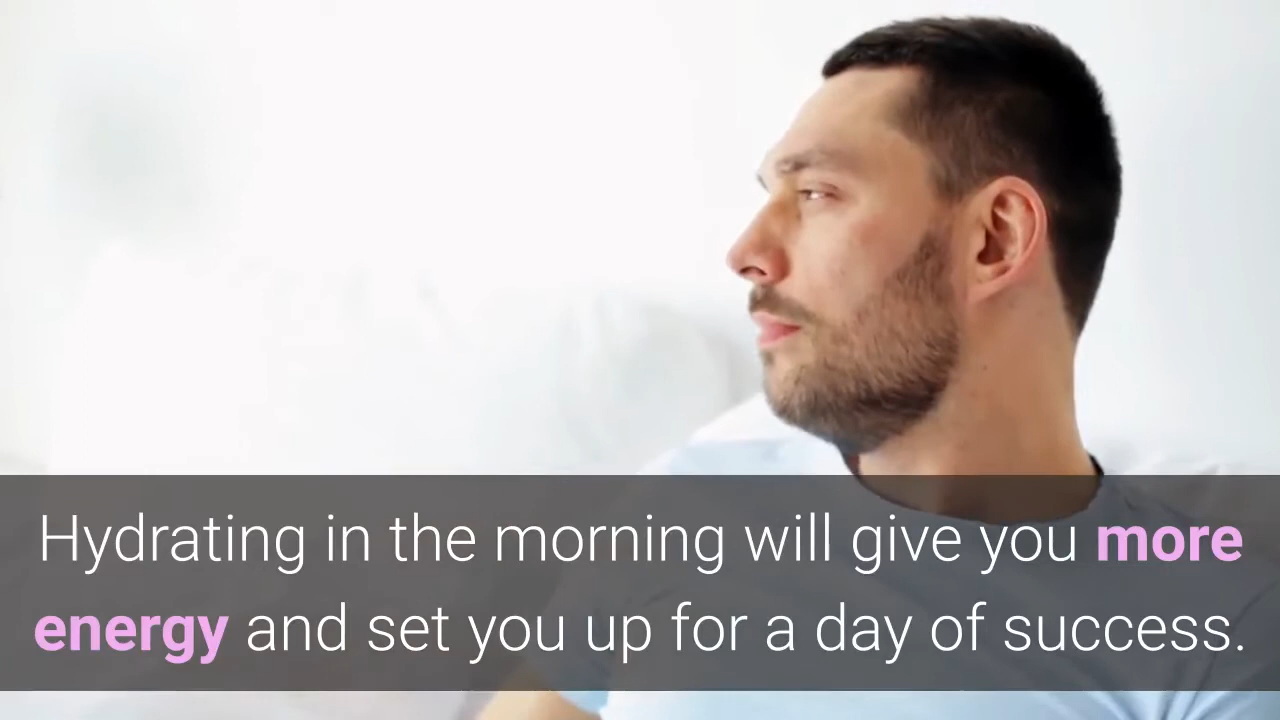 Hydrating in the morning will give you more
energy and set you up for a day of success.